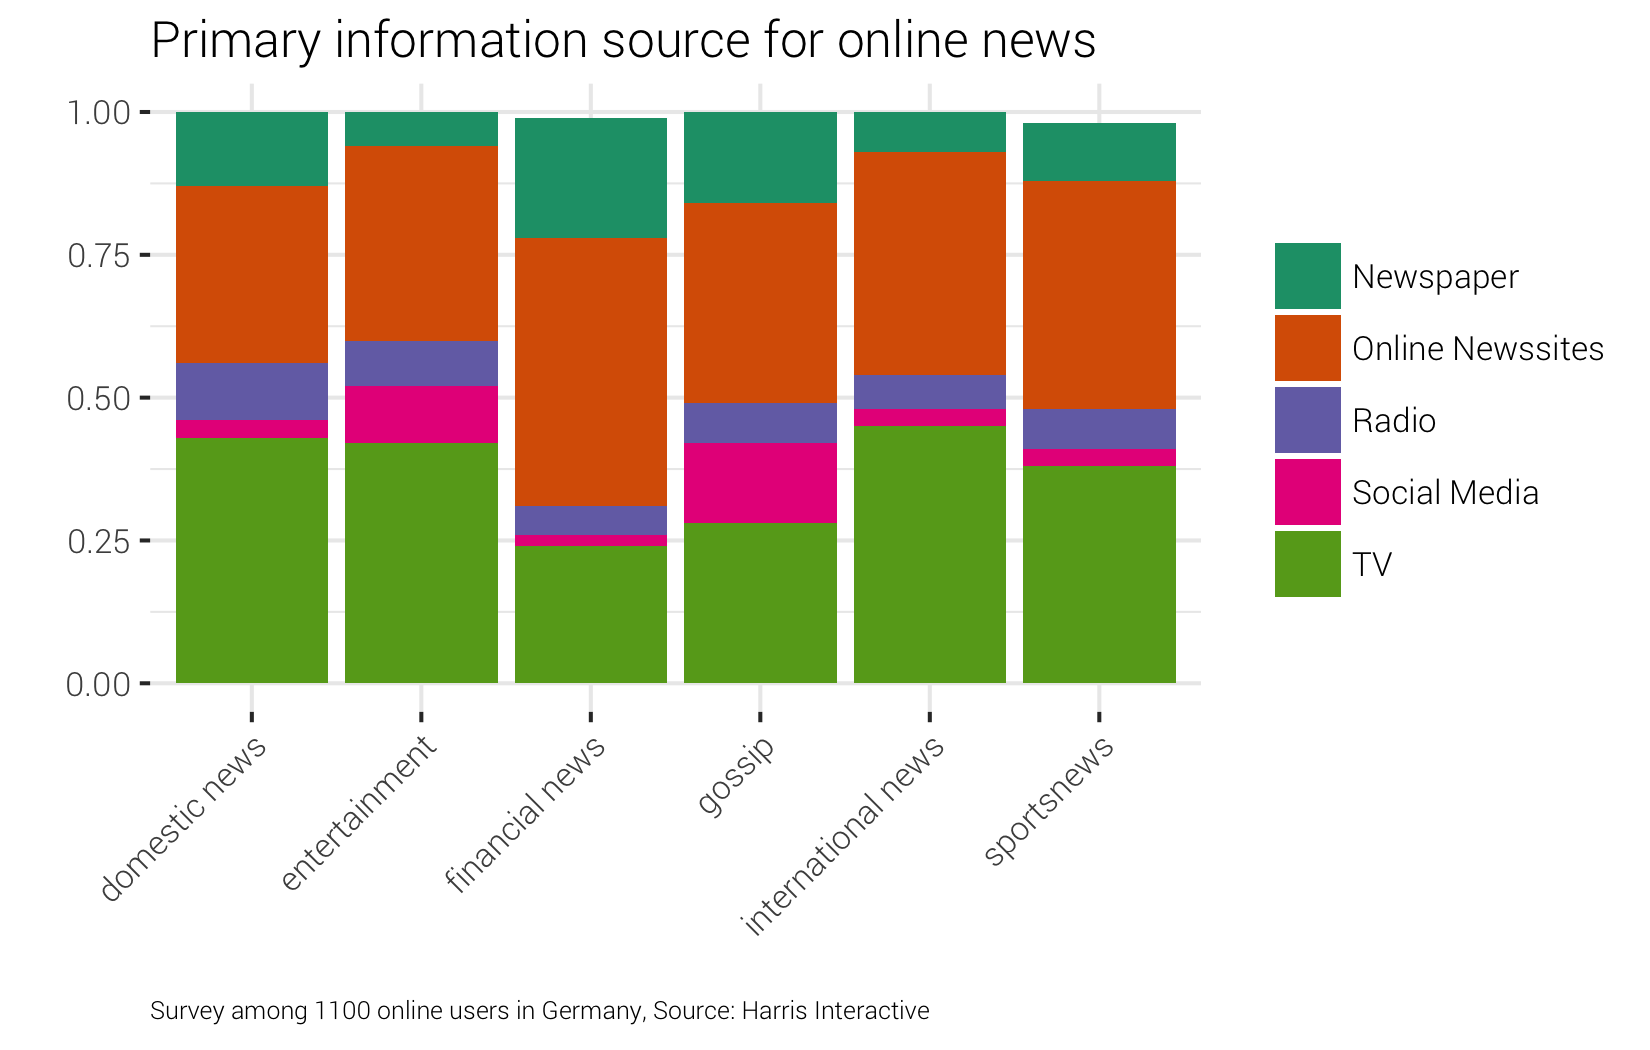 Primary information source for online news
1.00
0.75
0.50
0.25
0.00
domestic news
entertainment
financial news
gossip
international news
sportsnews
Newspaper
Online Newssites
Radio
Social Media
TV
Survey among 1100 online users in Germany, Source: Harris Interactive